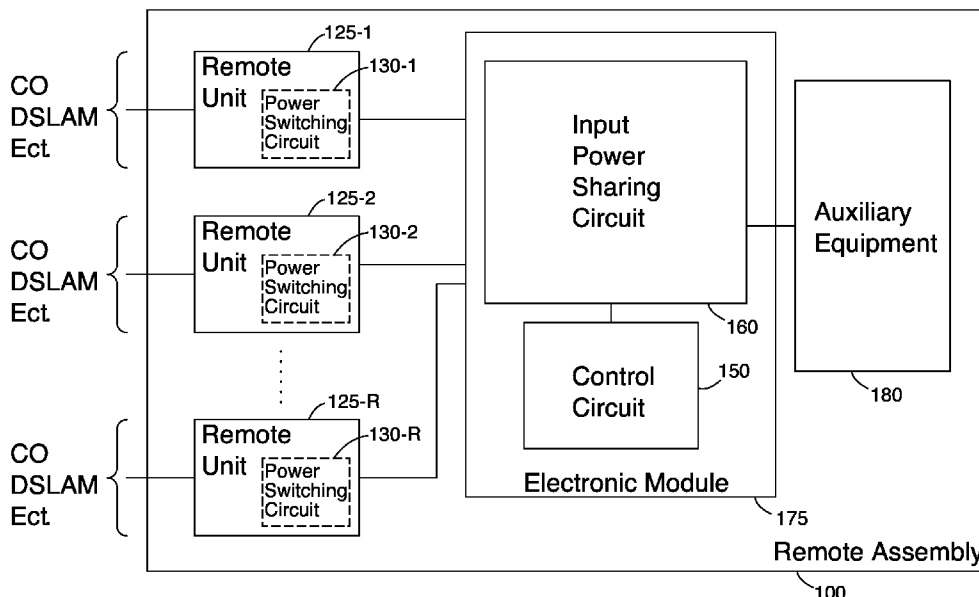 125-1
CO
DSLAM
Ect.
Remote
Unit
130-1
Power
Switching
Circuit
125-2
CO
DSLAM
Ect.
Remote
Unit
130-2
Power
Switching
Circuit
125-R
CO
DSLAM
Ect.
Remote
Unit
130-R
Power
Switching
Circuit
Input
Power
Sharing
Circuit
160
Control
Circuit
150
Electronic Module
175
Auxiliary
Equipment
180
Remote Assembly
100